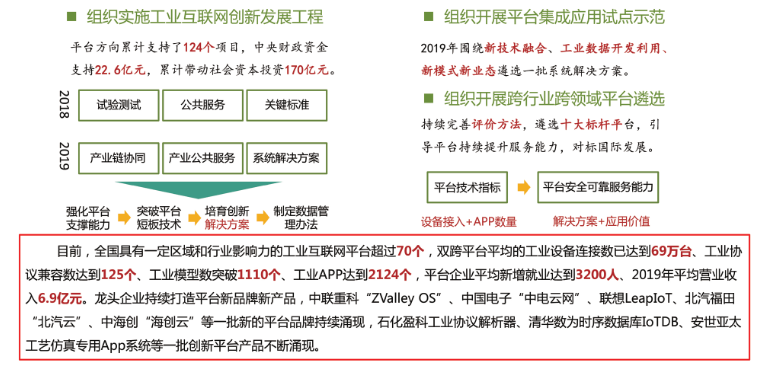 组织实施工业互联网创新发展工程
平台方向累计支持了124个项目，中央财政资金
支持22.6亿元，累计带动社会资本投资170亿元。
2018
试验测试
公共服务
关键标准
2019
产业链协同
产业公共服务
系统解决方案
强化平台
支撑能力
突破平台
短板技术
培育创新
解决方案
制定数据管
理办法
组织开展平台集成应用试点示范
2019年围绕新技术融合、工业数据开发利用、
新模式新业态遴选一批系统解决方案。
组织开展跨行业跨领域平台遴选
持续完善评价方法，遴选十大标杆平台，引
导平台持续提升服务能力，对标国际发展。
平台技术指标
平台安全可靠服务能力
设备接入+APP数量
解决方案+应用价值
目前，全国具有一定区域和行业影响力的工业互联网平台超过70个，双跨平台平均的工业设备连接数已达到69万台、工业协
议兼容数达到125个、工业模型数突破1110个、工业APP达到2124个，平台企业平均新增就业达到3200人、2019年平均营业收
入6.9亿元。龙头企业持续打造平台新品牌新产品，中联重科“ZValley OS”、中国电子“中电云网”、联想LeapIoT、北汽福田
“北汽云”、中海创“海创云”等一批新的平台品牌持续涌现，石化盈科工业协议解析器、清华数为时序数据库IoTDB、安世亚太
工艺仿真专用App系统等一批创新平台产品不断涌现。